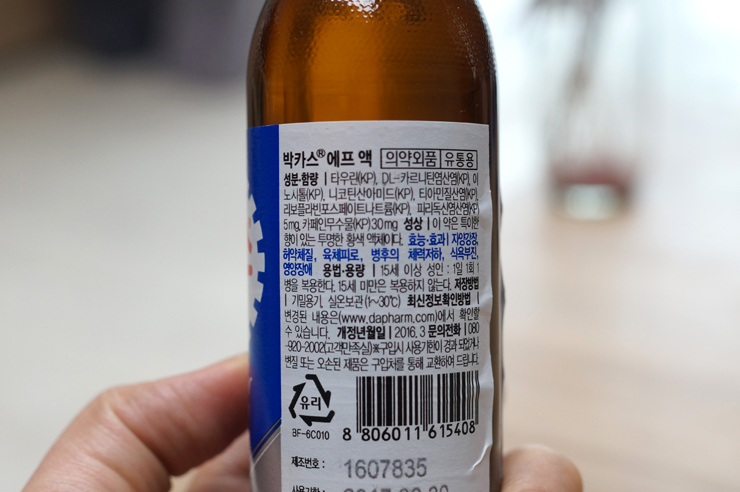 박카스® 에프 액 의약외품 유통용
성분·함량 | 타우린(KP), DL-카르니틴염산염(KP), 이
노시톨(KP), 니코틴산아미드(KP), 티아민질산염(KP),
리보플라빈포스페이트나트륨(KP), 피리독신염산염(KP)
5mg, 카페인무수물(KP)30mg 성상 | 이 약은 특이한
향이 있는 투명한 황색 액제이다. 효능·효과 | 자양강장,
허약체질, 육체피로, 병후의 체력저하, 식욕부진,
영양장애 용법·용량 | 15세 이상 성인 : 1일 1회 1
병을 복용한다. 15세 미만은 복용하지 않는다. 저장방법
| 기밀용기, 실온보관(1~30℃) 최신정보확인방법 |
변경된 내용은(www.dapharm.com)에서 확인할
수 있습니다. 개정년월일 | 2016. 3 문의전화 | 080
-920-2002(고객만족실)※구입시 사용기한이 경과 되었거나
변질 또는 오손된 제품은 구입처를 통해 교환하여 드립니다.
유리
BF-6C010
8 806011 615408
제조번호 : 1607835
사용기한 :